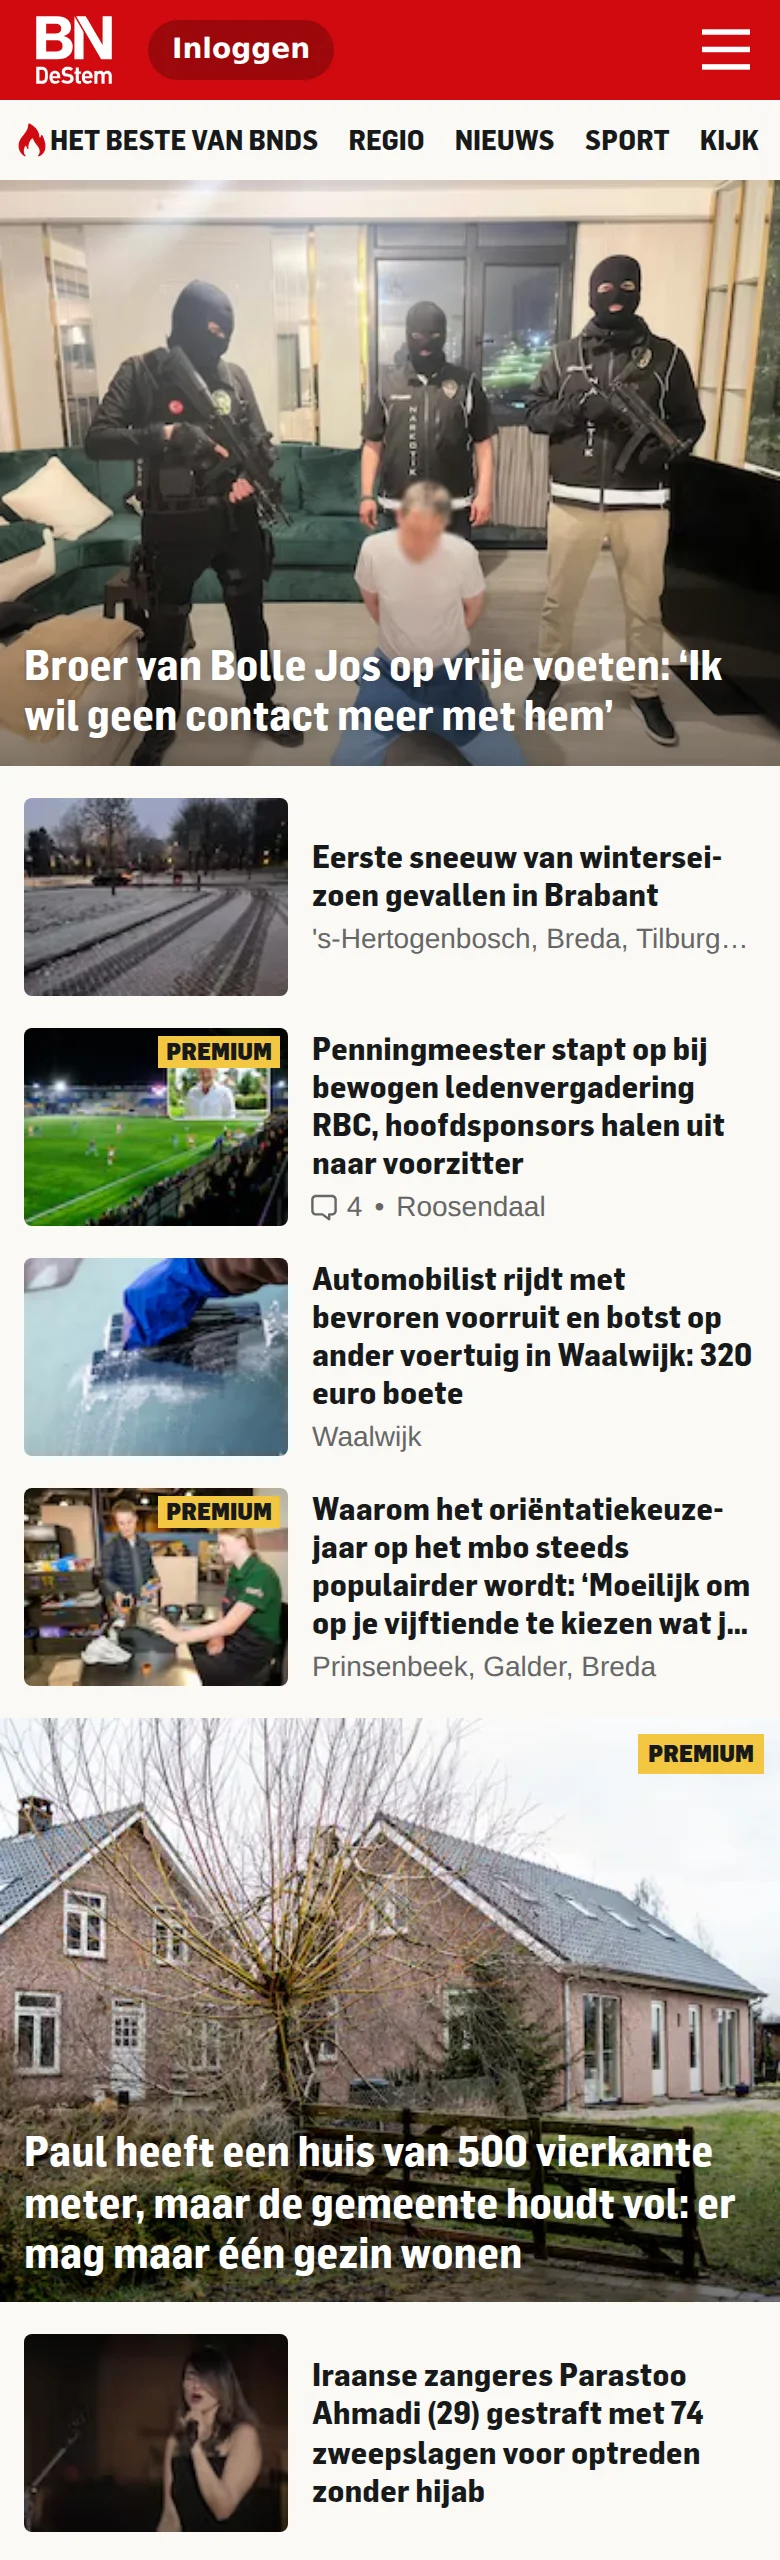 BN
DeStem
Inloggen
HET BESTE VAN BNDS
REGIO
NIEUWS
SPORT
KIJK
NARKOTIK
Broer van Bolle Jos op vrije voeten: ‘Ik
wil geen contact meer met hem’
Eerste sneeuw van wintersei-
zoen gevallen in Brabant
's-Hertogenbosch, Breda, Tilburg…
PREMIUM
Penningmeester stapt op bij
bewogen ledenvergadering
RBC, hoofdsponsors halen uit
naar voorzitter
4 • Roosendaal
Automobilist rijdt met
bevroren voorruit en botst op
ander voertuig in Waalwijk: 320
euro boete
Waalwijk
PREMIUM
Waarom het oriëntatiekeuze-
jaar op het mbo steeds
populairder wordt: ‘Moeilijk om
op je vijftiende te kiezen wat j…
Prinsenbeek, Galder, Breda
PREMIUM
Paul heeft een huis van 500 vierkante
meter, maar de gemeente houdt vol: er
mag maar één gezin wonen
Iraanse zangeres Parastoo
Ahmadi (29) gestraft met 74
zweepslagen voor optreden
zonder hijab